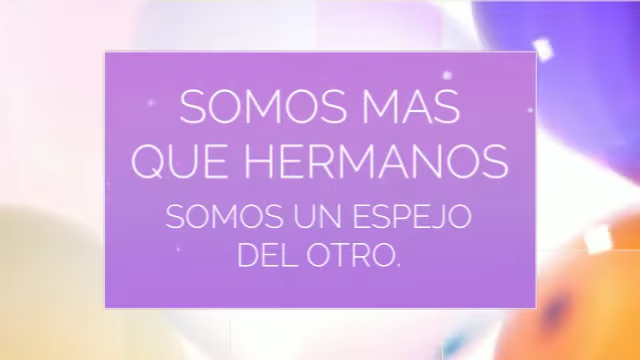 SOMOS MAS
QUE HERMANOS
SOMOS UN ESPEJO
DEL OTRO.